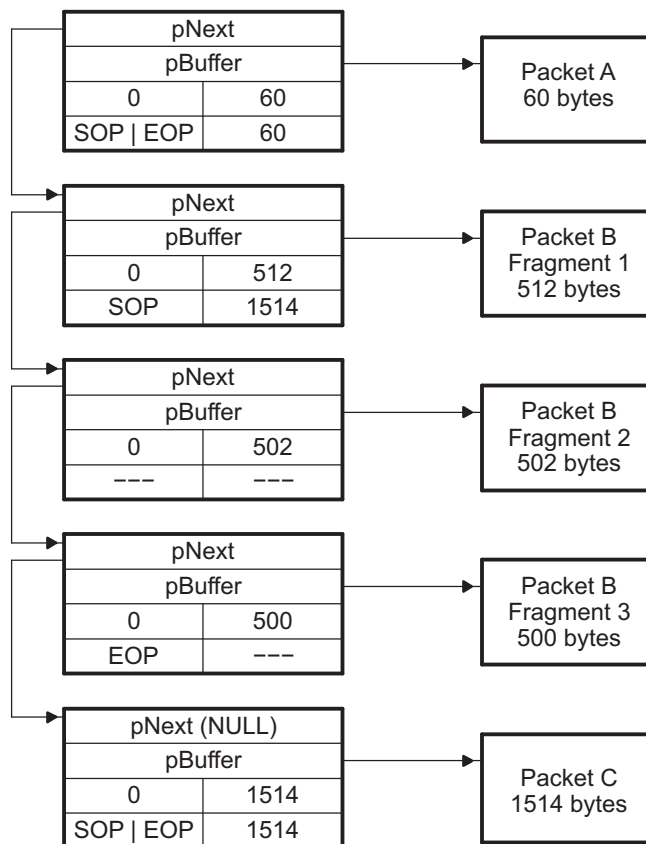 pNext
pBuffer
0 60
SOP | EOP 60
Packet A
60 bytes
pNext
pBuffer
0 512
SOP 1514
Packet B
Fragment 1
512 bytes
pNext
pBuffer
0 502
−−− −−−
Packet B
Fragment 2
502 bytes
pNext
pBuffer
0 500
EOP −−−
Packet B
Fragment 3
500 bytes
pNext (NULL)
pBuffer
0 1514
SOP | EOP 1514
Packet C
1514 bytes